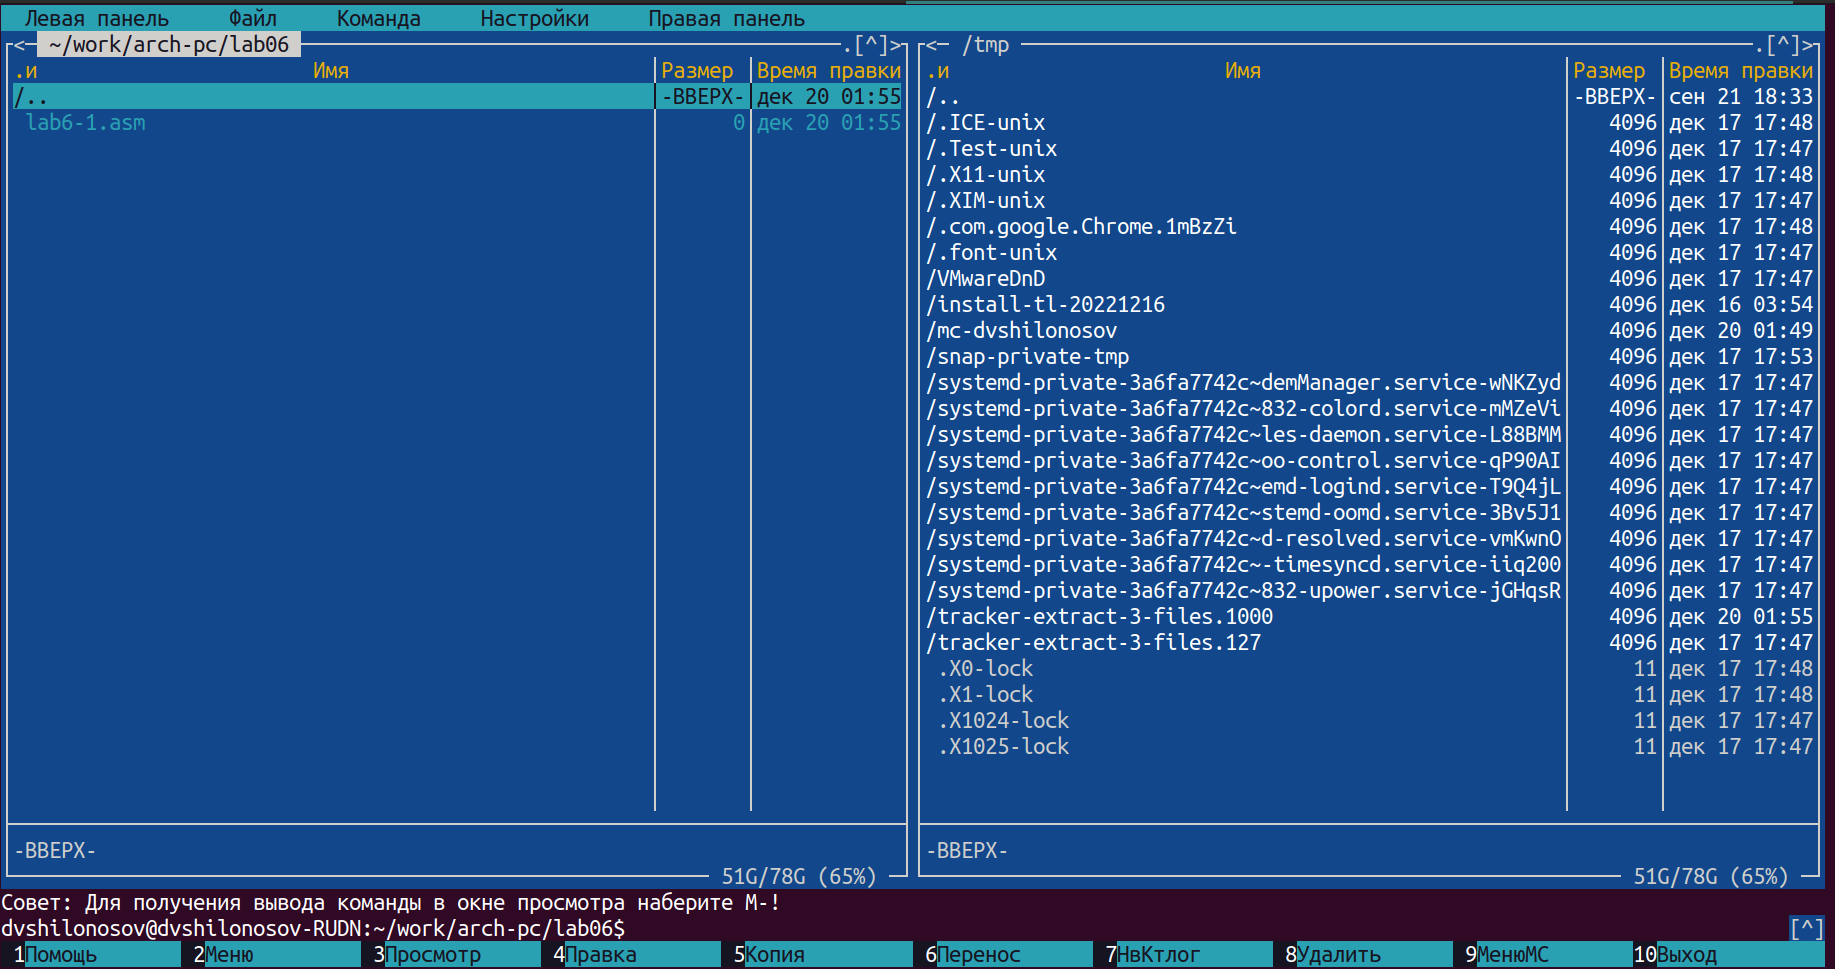 Левая панель Файл Команда Настройки Правая панель
<─ ~/work/arch-pc/lab06 .[^]>
.и Имя Размер Время правки
/.. -ВВЕРХ- дек 20 01:55
lab6-1.asm 0 дек 20 01:55
-ВВЕРХ-
51G/78G (65%)
<─ /tmp .[^]>
.и Имя Размер Время правки
/.. -ВВЕРХ- сен 21 18:33
/.ICE-unix 4096 дек 17 17:48
/.Test-unix 4096 дек 17 17:47
/.X11-unix 4096 дек 17 17:48
/.XIM-unix 4096 дек 17 17:47
/.com.google.Chrome.1mBzZi 4096 дек 17 17:48
/.font-unix 4096 дек 17 17:47
/VMwareDnD 4096 дек 17 17:47
/install-tl-20221216 4096 дек 16 03:54
/mc-dvshilonosov 4096 дек 20 01:49
/snap-private-tmp 4096 дек 17 17:53
/systemd-private-3a6fa7742c~demManager.service-wNKZyd 4096 дек 17 17:47
/systemd-private-3a6fa7742c~832-colord.service-mMZeVi 4096 дек 17 17:47
/systemd-private-3a6fa7742c~les-daemon.service-L88BMM 4096 дек 17 17:47
/systemd-private-3a6fa7742c~oo-control.service-qP90AI 4096 дек 17 17:47
/systemd-private-3a6fa7742c~emd-logind.service-T9Q4jL 4096 дек 17 17:47
/systemd-private-3a6fa7742c~stemd-oomd.service-3Bv5J1 4096 дек 17 17:47
/systemd-private-3a6fa7742c~d-resolved.service-vmKwnO 4096 дек 17 17:47
/systemd-private-3a6fa7742c~-timesyncd.service-iiq200 4096 дек 17 17:47
/systemd-private-3a6fa7742c~832-upower.service-jGHqsR 4096 дек 17 17:47
/tracker-extract-3-files.1000 4096 дек 20 01:55
/tracker-extract-3-files.127 4096 дек 17 17:47
.X0-lock 11 дек 17 17:48
.X1-lock 11 дек 17 17:48
.X1024-lock 11 дек 17 17:47
.X1025-lock 11 дек 17 17:47
-ВВЕРХ-
51G/78G (65%)
Совет: Для получения вывода команды в окне просмотра наберите M-!
dvshilonosov@dvshilonosov-RUDN:~/work/arch-pc/lab06$ [^]
1Помощь 2Меню 3Просмотр 4Правка 5Копия 6Перенос 7НвКтлог 8Удалить 9МенюMC 10Выход